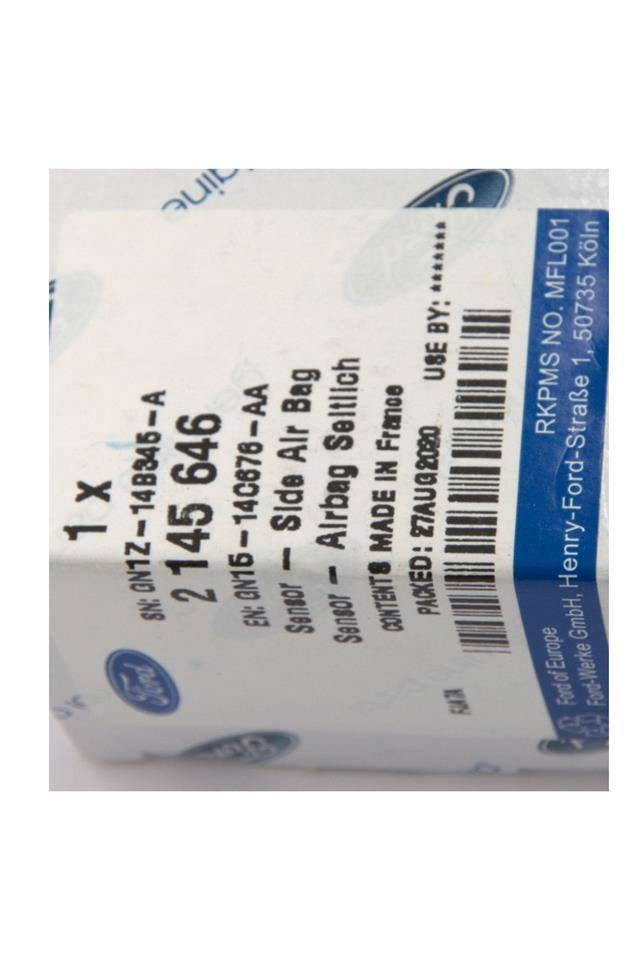 1 x
SN: GN1Z-14B345-A
2 145 646
EN: GN15-14C676-AA
Sensor - Side Air Bag
Sensor - Airbag Seitlich
CONTENTS MADE IN France
PACKED: 27AUG2020 USE BY: *******
Ford
RKPMS NO. MFL001
Ford of Europe
Ford-Werke GmbH, Henry-Ford-Straße 1, 50735 Köln